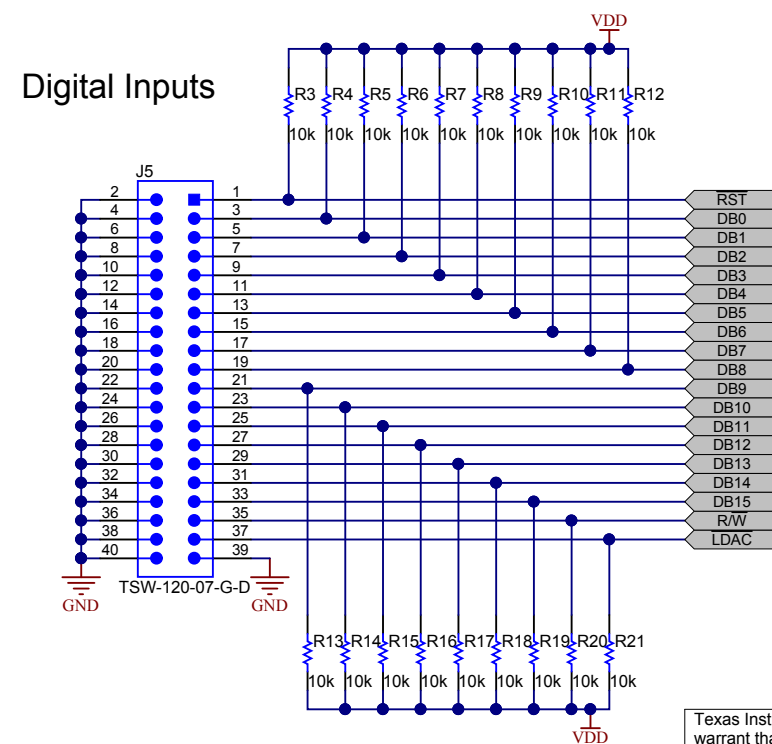 VDD
Digital Inputs
R3 R4 R5 R6 R7 R8 R9 R10 R11 R12
10k 10k 10k 10k 10k 10k 10k 10k 10k 10k
J5
2 1 RST
4 3 DB0
6 5 DB1
8 7 DB2
10 9 DB3
12 11 DB4
14 13 DB5
16 15 DB6
18 17 DB7
20 19 DB8
22 21 DB9
24 23 DB10
26 25 DB11
28 27 DB12
30 29 DB13
32 31 DB14
34 33 DB15
36 35 R/W
38 37 LDAC
40 39
TSW-120-07-G-D
GND GND
R13 R14 R15 R16 R17 R18 R19 R20 R21
10k 10k 10k 10k 10k 10k 10k 10k 10k
VDD
Texas Inst
warrant tha